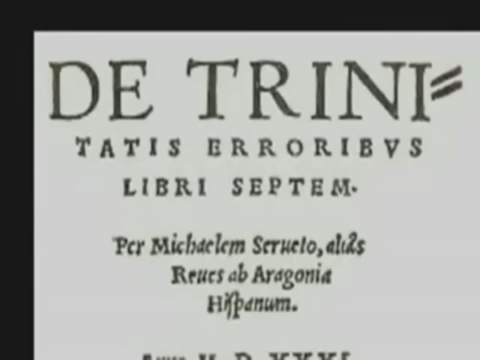 DE TRINI⸗
TATIS ERRORIBVS
LIBRI SEPTEM.
Per Michaelem Serueto, aliâs
Reues ab Aragonia
Hiſpanum.